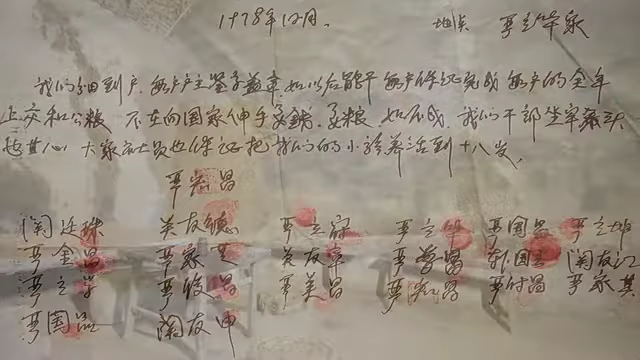 1978年12月. 地点 严立华家
我们分田到户,每户户主签字盖章,如以后能干,每户保证完成每户的全年
上交和公粮 不在向国家伸手要钱,要粮 如不成,我们干部坐牢杀头
也甘心,大家社员也保证把我们的小孩养活到十八岁。
严宏昌
关廷珠 关友德 严立符 严立华 严国昌 严立坤
严金昌 严家芝 关友章 严学昌 韩国云 关友江
严立学 严俊昌 严美昌 严宏昌 严付昌 严家其
严国品 关友申